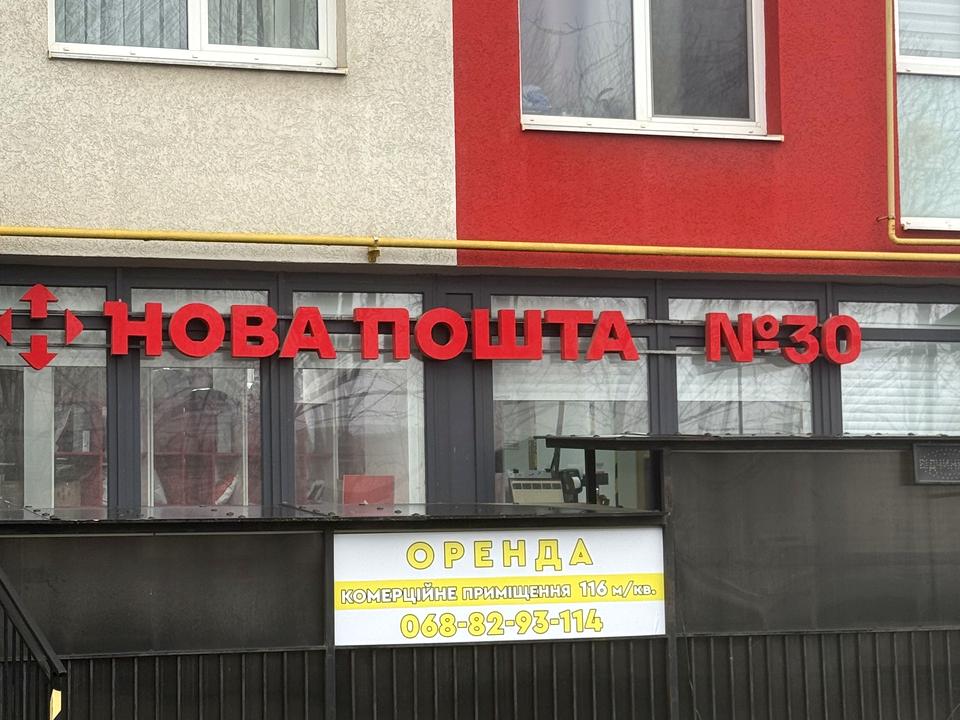 НОВА ПОШТА №30
ОРЕНДА
КОМЕРЦІЙНЕ ПРИМІЩЕННЯ 116 м/кв.
068-82-93-114